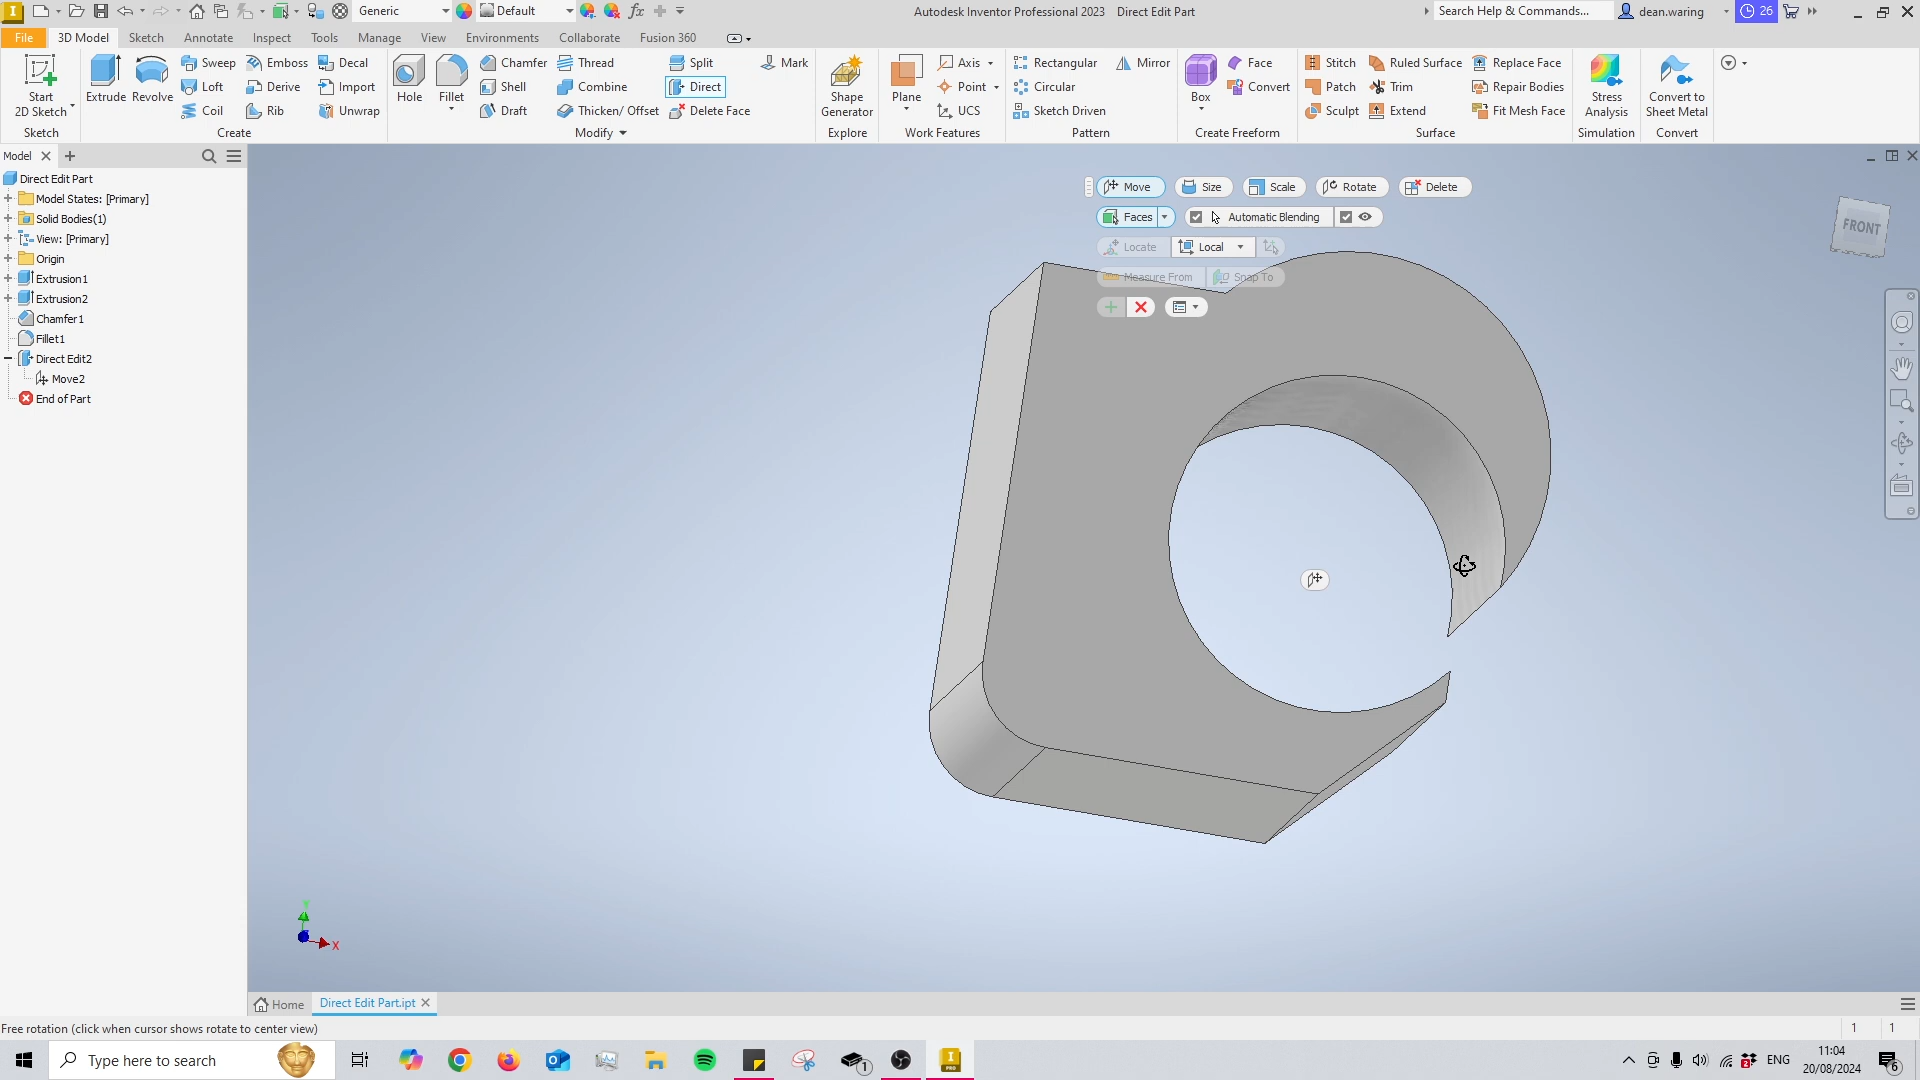 Generic
Default
fx
Autodesk Inventor Professional 2023 Direct Edit Part
Search Help & Commands...
dean.waring
26
File
3D Model
Sketch
Annotate
Inspect
Tools
Manage
View
Environments
Collaborate
Fusion 360
Start
2D Sketch
Sketch
Extrude
Revolve
Sweep
Loft
Coil
Emboss
Derive
Rib
Decal
Import
Unwrap
Create
Hole
Fillet
Chamfer
Shell
Draft
Thread
Combine
Thicken/ Offset
Split
Direct
Delete Face
Mark
Modify
Shape
Generator
Explore
Plane
Axis
Point
UCS
Work Features
Rectangular
Circular
Sketch Driven
Mirror
Pattern
Box
Face
Convert
Create Freeform
Stitch
Patch
Sculpt
Ruled Surface
Trim
Extend
Replace Face
Repair Bodies
Fit Mesh Face
Surface
Stress
Analysis
Simulation
Convert to
Sheet Metal
Convert
Model
Direct Edit Part
Model States: [Primary]
Solid Bodies(1)
View: [Primary]
Origin
Extrusion1
Extrusion2
Chamfer1
Fillet1
Direct Edit2
Move2
End of Part
Move
Size
Scale
Rotate
Delete
Faces
Automatic Blending
Locate
Local
Measure From
Snap To
FRONT
Y
X
Home
Direct Edit Part.ipt
Free rotation (click when cursor shows rotate to center view)
1 1
Type here to search
1
I
PRO
2
ENG
11:04
20/08/2024
6